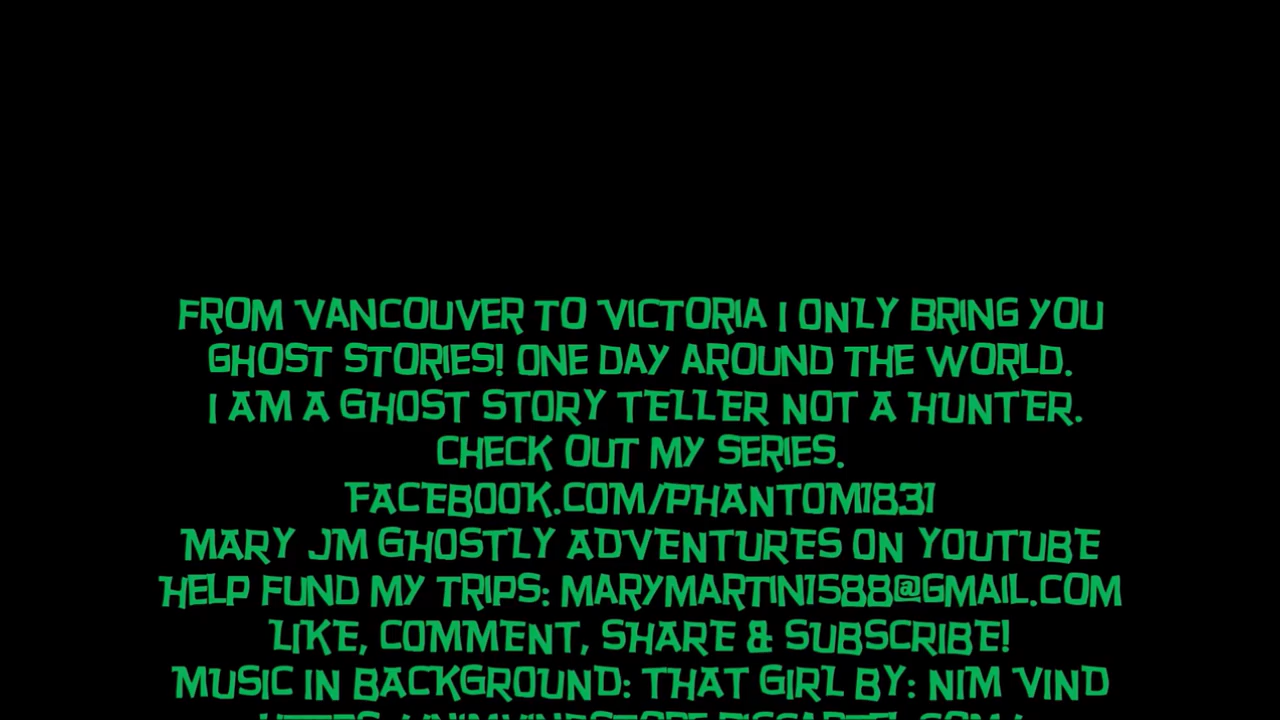 FROM VANCOUVER TO VICTORIA I ONLY BRING YOU
GHOST STORIES! ONE DAY AROUND THE WORLD.
I AM A GHOST STORY TELLER NOT A HUNTER.
CHECK OUT MY SERIES.
FACEBOOK.COM/PHANTOM1831
MARY JM GHOSTLY ADVENTURES ON YOUTUBE
HELP FUND MY TRIPS: MARYMARTIN1588@GMAIL.COM
LIKE, COMMENT, SHARE & SUBSCRIBE!
MUSIC IN BACKGROUND: THAT GIRL BY: NIM VIND